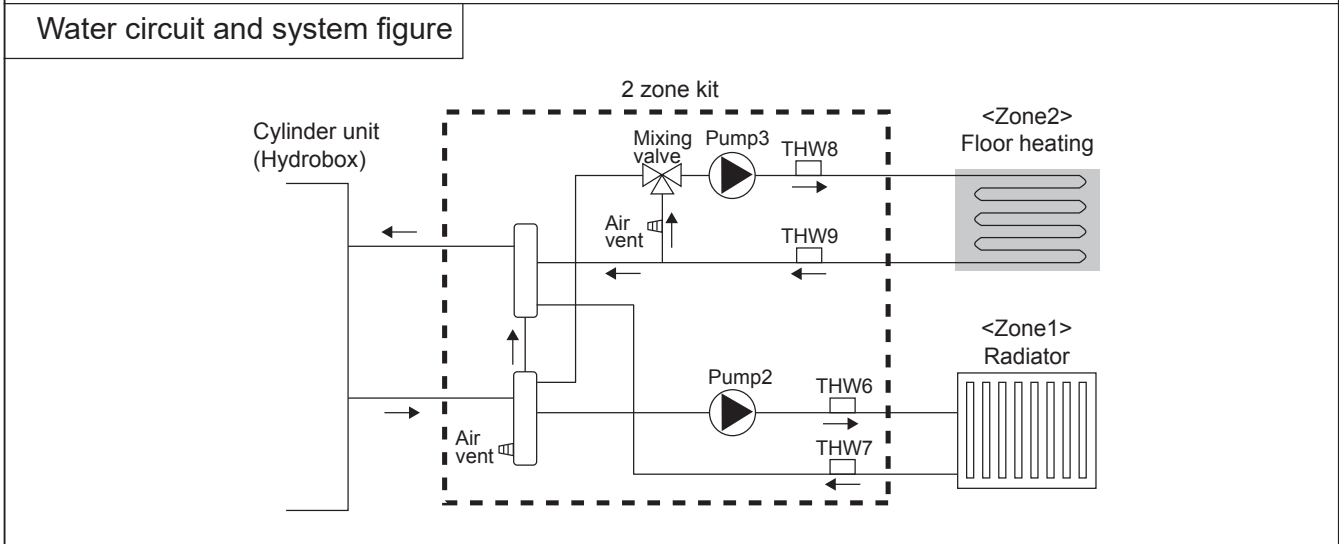 Water circuit and system figure
2 zone kit
Cylinder unit
(Hydrobox)
Mixing
valve
Pump3
THW8
<Zone2>
Floor heating
Air
vent
THW9
<Zone1>
Radiator
Pump2
THW6
Air
vent
THW7